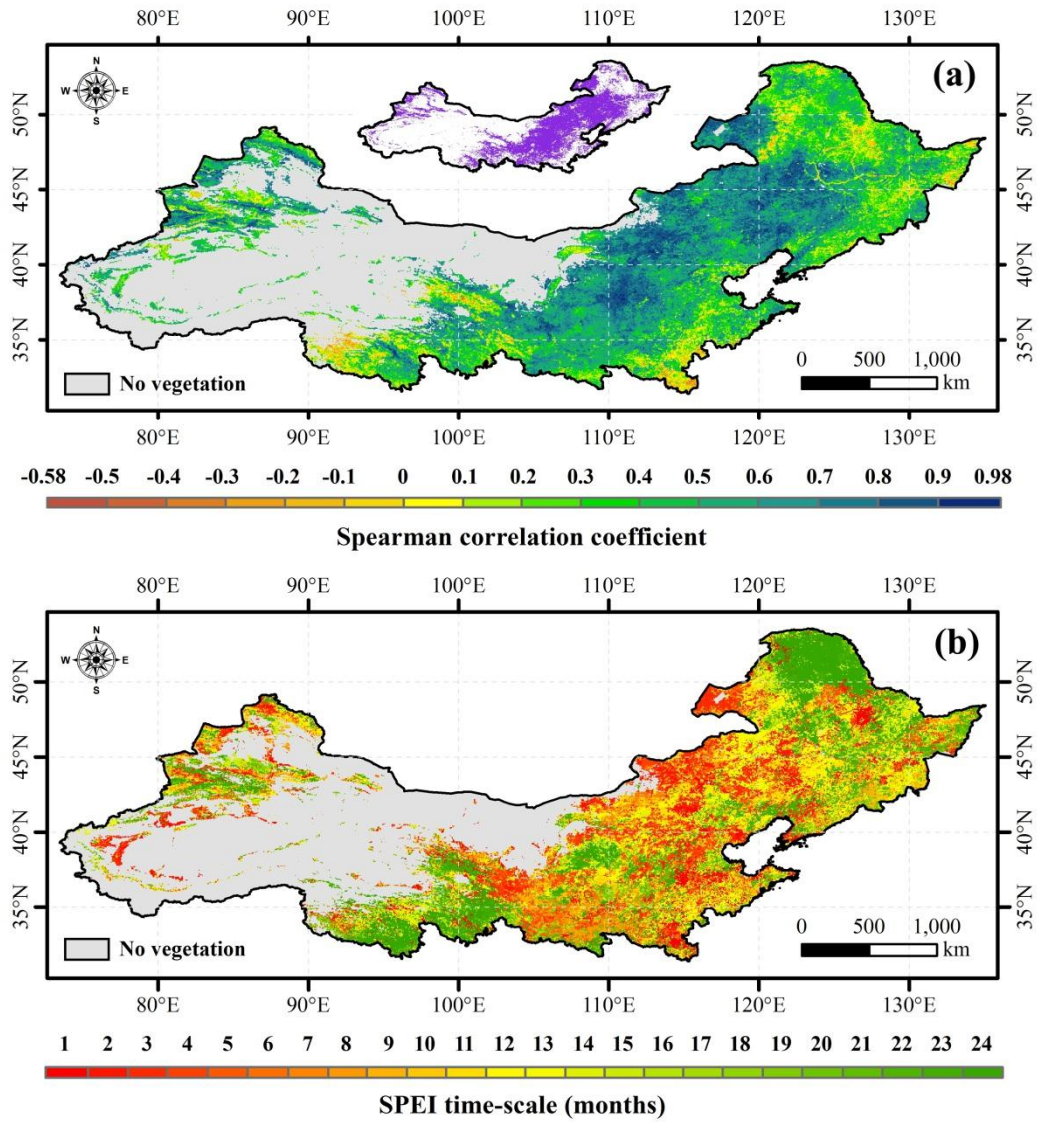 80°E 90°E 100°E 110°E 120°E 130°E
N
W E
S
(a)
50°N 50°N
45°N 45°N
40°N 40°N
35°N 35°N
No vegetation
0 500 1,000
km
80°E 90°E 100°E 110°E 120°E 130°E
-0.58 -0.5 -0.4 -0.3 -0.2 -0.1 0 0.1 0.2 0.3 0.4 0.5 0.6 0.7 0.8 0.9 0.98
Spearman correlation coefficient
80°E 90°E 100°E 110°E 120°E 130°E
N
W E
S
(b)
50°N 50°N
45°N 45°N
40°N 40°N
35°N 35°N
No vegetation
0 500 1,000
km
80°E 90°E 100°E 110°E 120°E 130°E
1 2 3 4 5 6 7 8 9 10 11 12 13 14 15 16 17 18 19 20 21 22 23 24
SPEI time-scale (months)